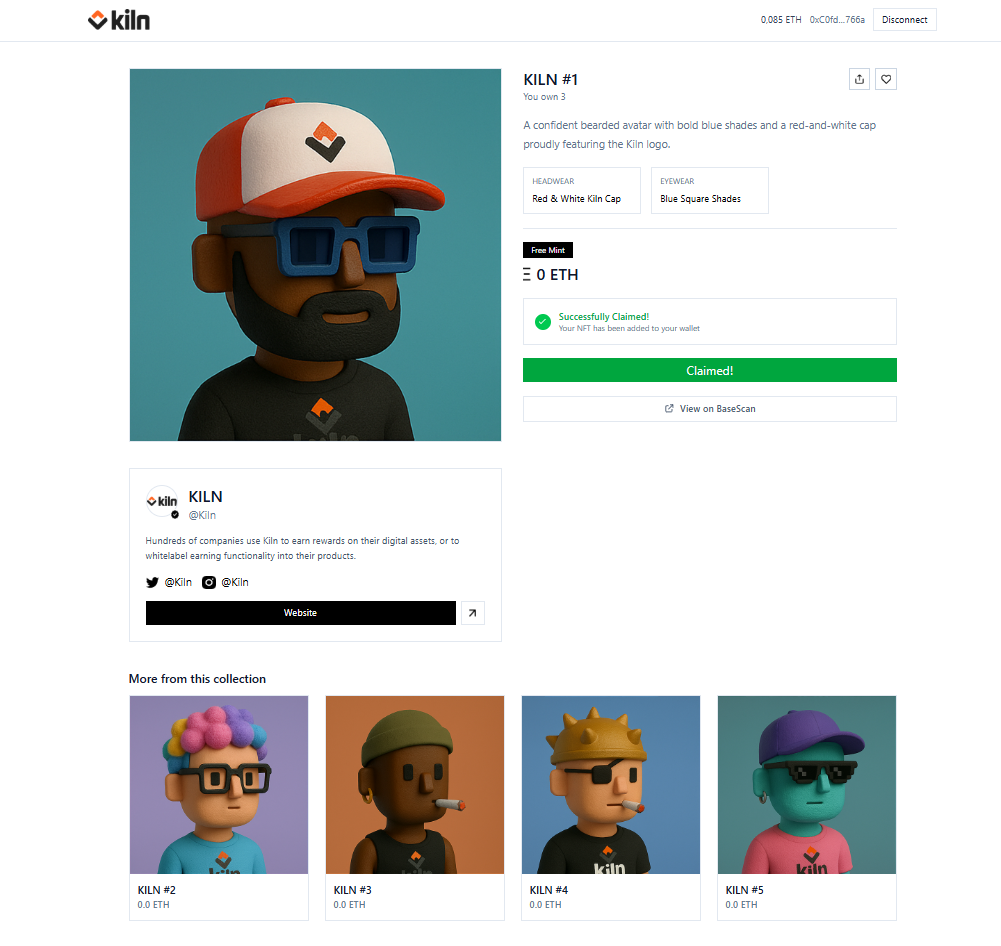 kiln
0,085 ETH 0xC0fd...766a Disconnect
KILN #1
You own 3
A confident bearded avatar with bold blue shades and a red-and-white cap
proudly featuring the Kiln logo.
HEADWEAR
Red & White Kiln Cap
EYEWEAR
Blue Square Shades
Free Mint
Ξ 0 ETH
Successfully Claimed!
Your NFT has been added to your wallet
Claimed!
View on BaseScan
kiln
kiln
KILN
@Kiln
Hundreds of companies use Kiln to earn rewards on their digital assets, or to
whitelabel earning functionality into their products.
@Kiln @Kiln
Website
More from this collection
kiln
KILN #2
0.0 ETH
KILN #3
0.0 ETH
kiln
KILN #4
0.0 ETH
kiln
KILN #5
0.0 ETH